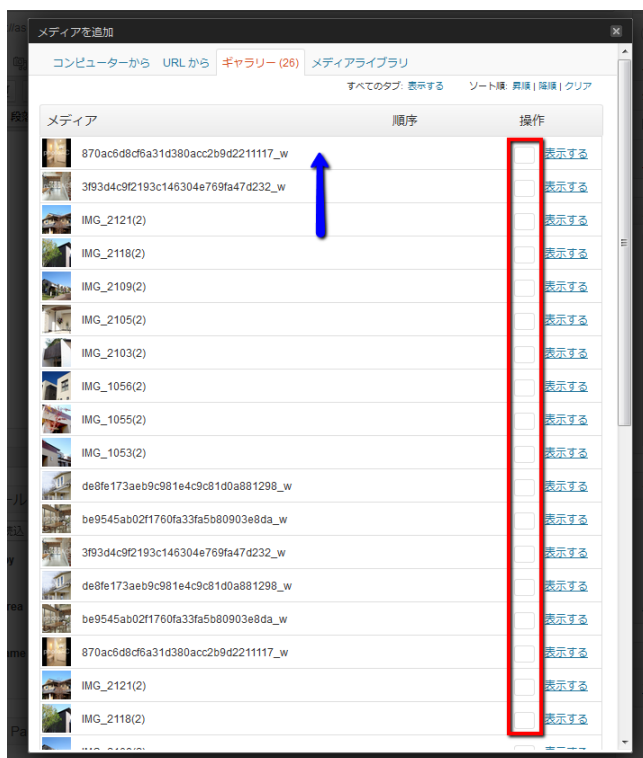 メディアを追加
コンピューターから URL から ギャラリー (26) メディアライブラリ
すべてのタブ: 表示する ソート順: 昇順 | 降順 | クリア
メディア 順序 操作
870ac6d8cf6a31d380acc2b9d2211117_w 表示する
3f93d4c9f2193c146304e769fa47d232_w 表示する
IMG_2121(2) 表示する
IMG_2118(2) 表示する
IMG_2109(2) 表示する
IMG_2105(2) 表示する
IMG_2103(2) 表示する
IMG_1056(2) 表示する
IMG_1055(2) 表示する
IMG_1053(2) 表示する
de8fe173aeb9c981e4c9c81d0a881298_w 表示する
be9545ab02f1760fa33fa5b80903e8da_w 表示する
3f93d4c9f2193c146304e769fa47d232_w 表示する
de8fe173aeb9c981e4c9c81d0a881298_w 表示する
be9545ab02f1760fa33fa5b80903e8da_w 表示する
870ac6d8cf6a31d380acc2b9d2211117_w 表示する
IMG_2121(2) 表示する
IMG_2118(2) 表示する